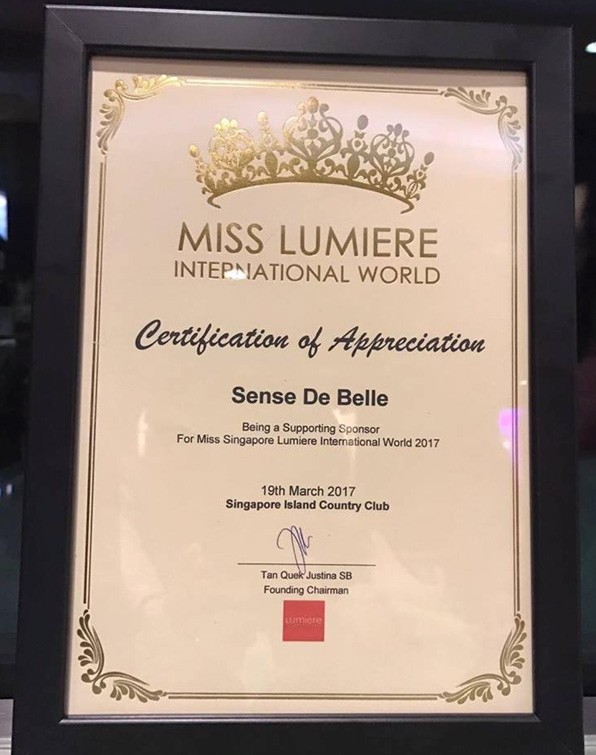 MISS LUMIERE
INTERNATIONAL WORLD
Certification of Appreciation
Sense De Belle
Being a Supporting Sponsor
For Miss Singapore Lumiere International World 2017
19th March 2017
Singapore Island Country Club
Tan Quek Justina SB
Founding Chairman
Lumiere